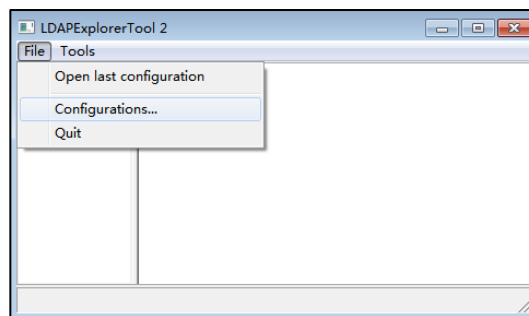 LDAPExplorerTool 2
File Tools
Open last configuration
Configurations...
Quit